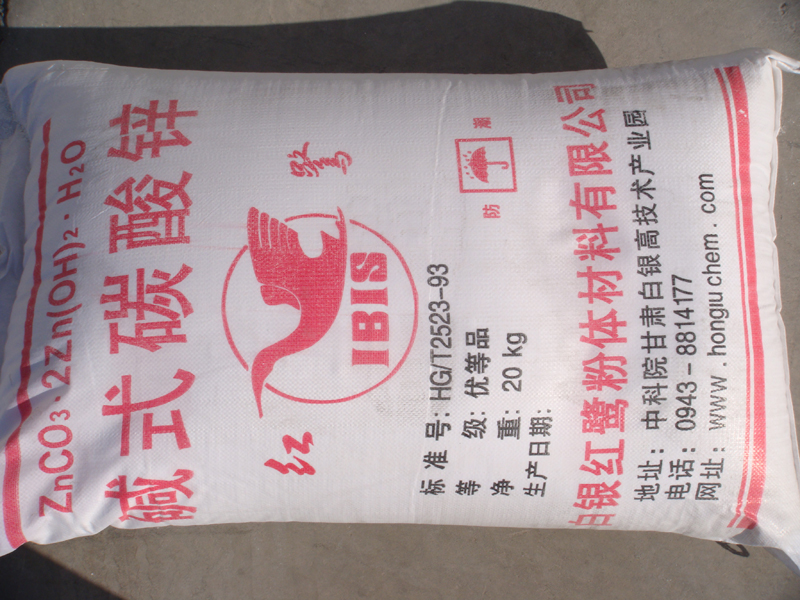 ZnCO3·2Zn(OH)2·H2O
碱式碳酸锌
红 鹭
IBIS
防 潮
标准号: HG/T2523-93
等 级: 优等品
净 重: 20 kg
生产日期:
白银红鹭粉体材料有限公司
地址: 中科院甘肃白银高技术产业园
电话: 0943-8814177
网址: www.hongluchem.com